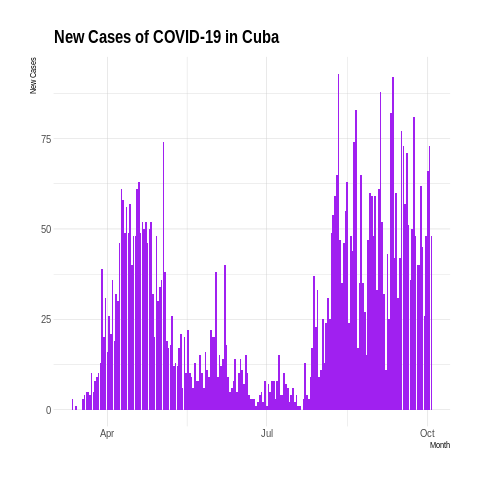 New Cases of COVID-19 in Cuba
New Cases
75
50
25
0
Apr
Jul
Oct
Month